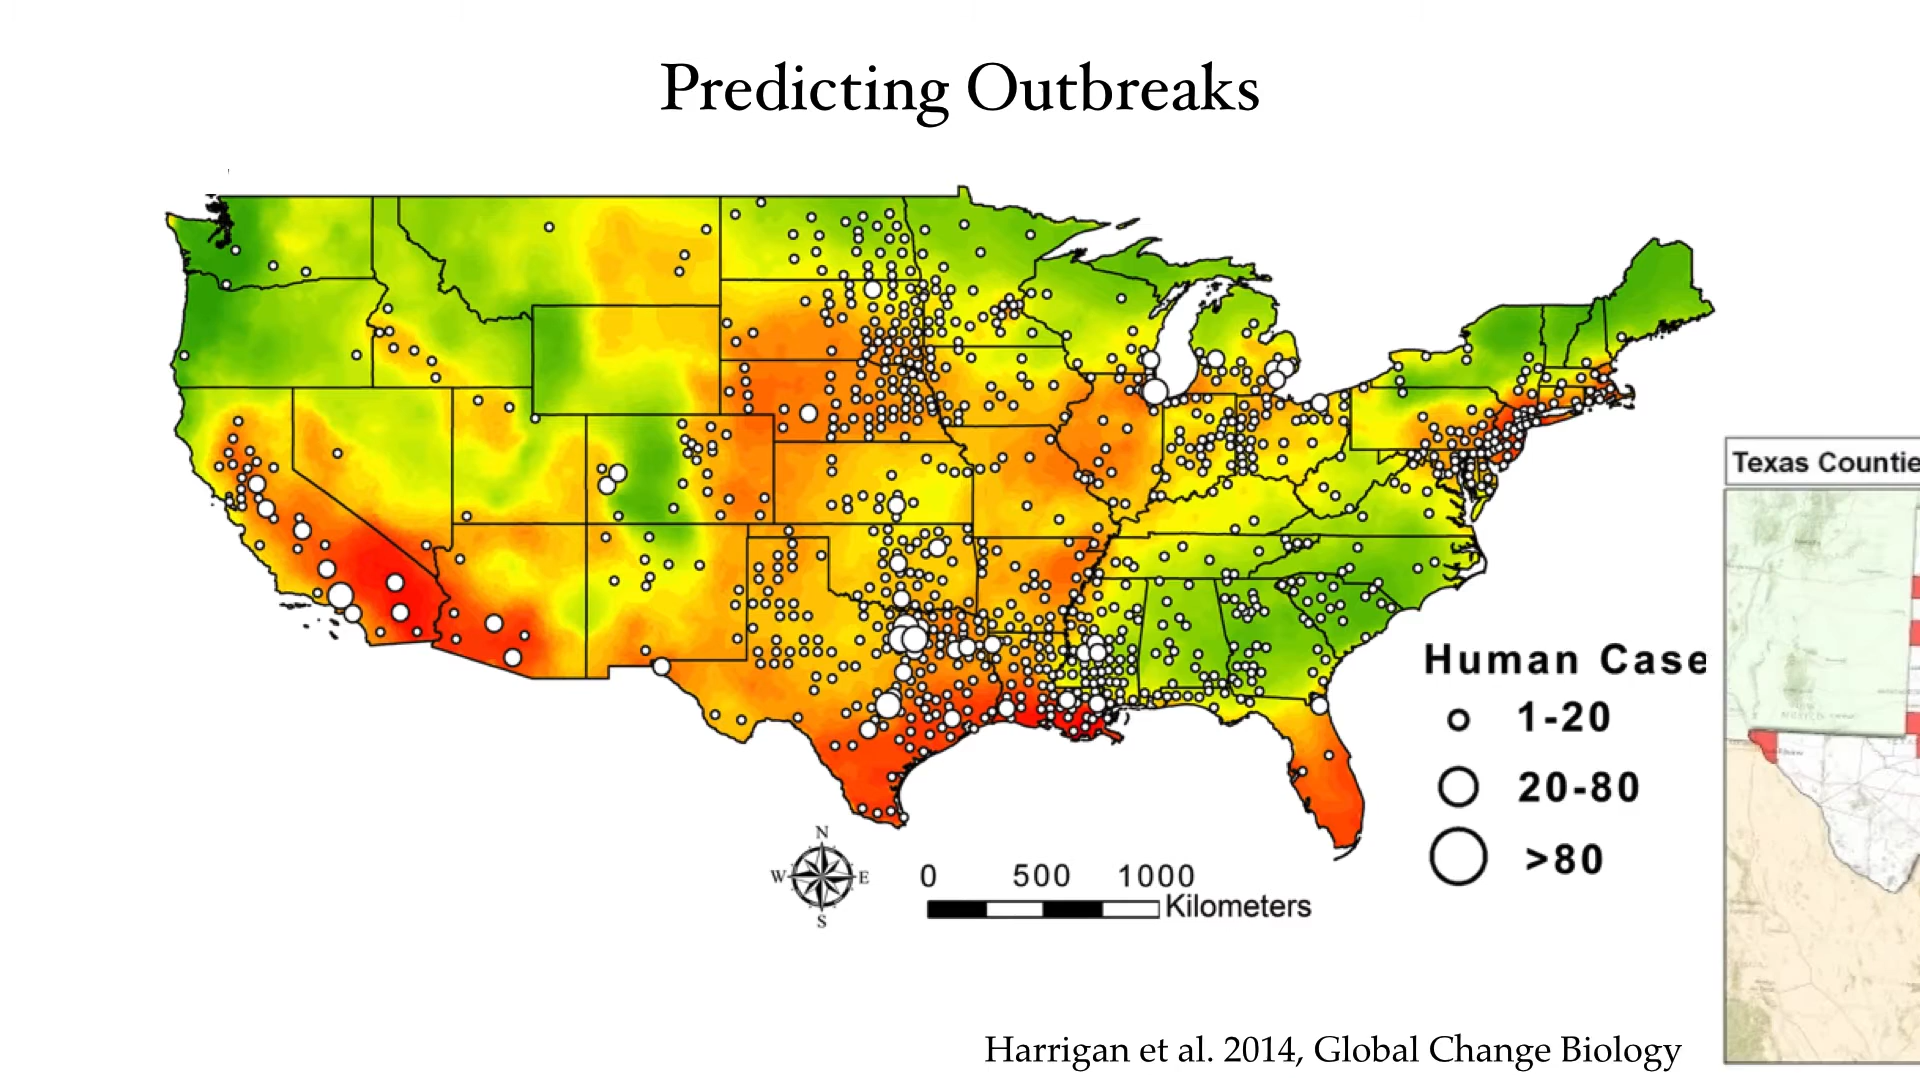 Predicting Outbreaks
Texas Countie
Human Case
1-20
20-80
>80
N
W E
S
0 500 1000
Kilometers
Harrigan et al. 2014, Global Change Biology